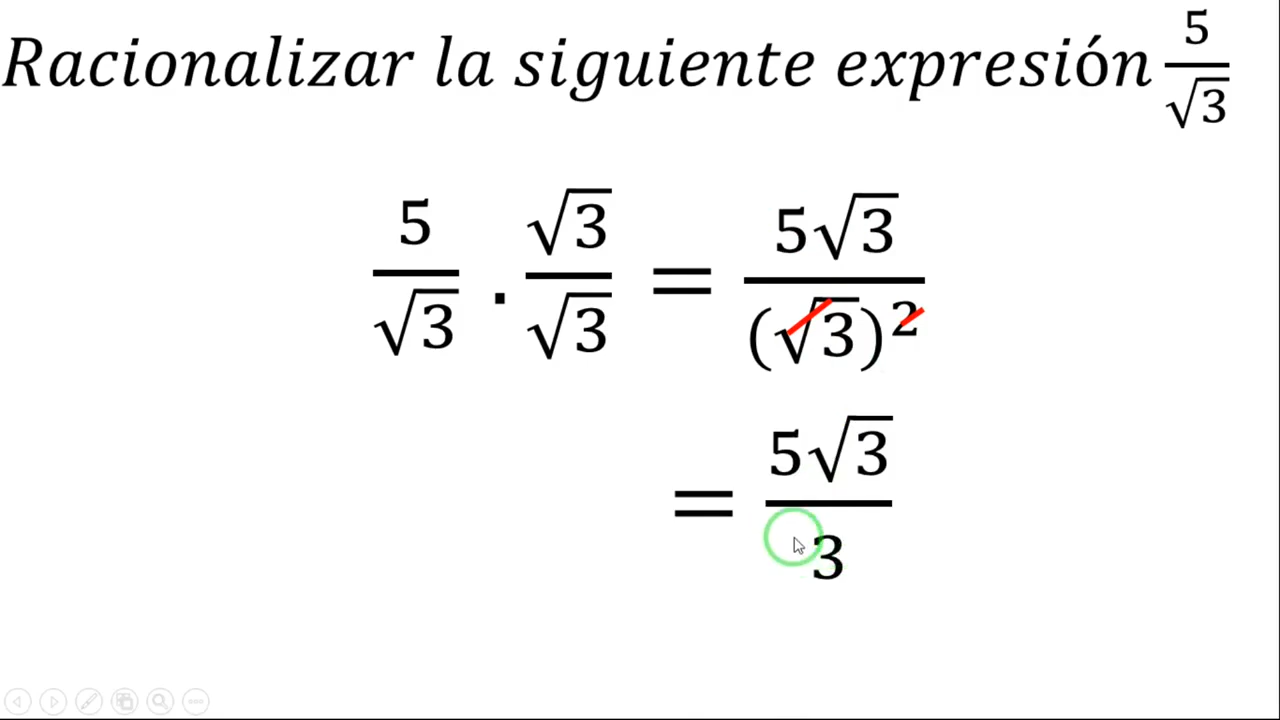 Racionalizar la siguiente expresión 5/√3
5/√3 . √3/√3 = 5√3/(√3)²
= 5√3/3